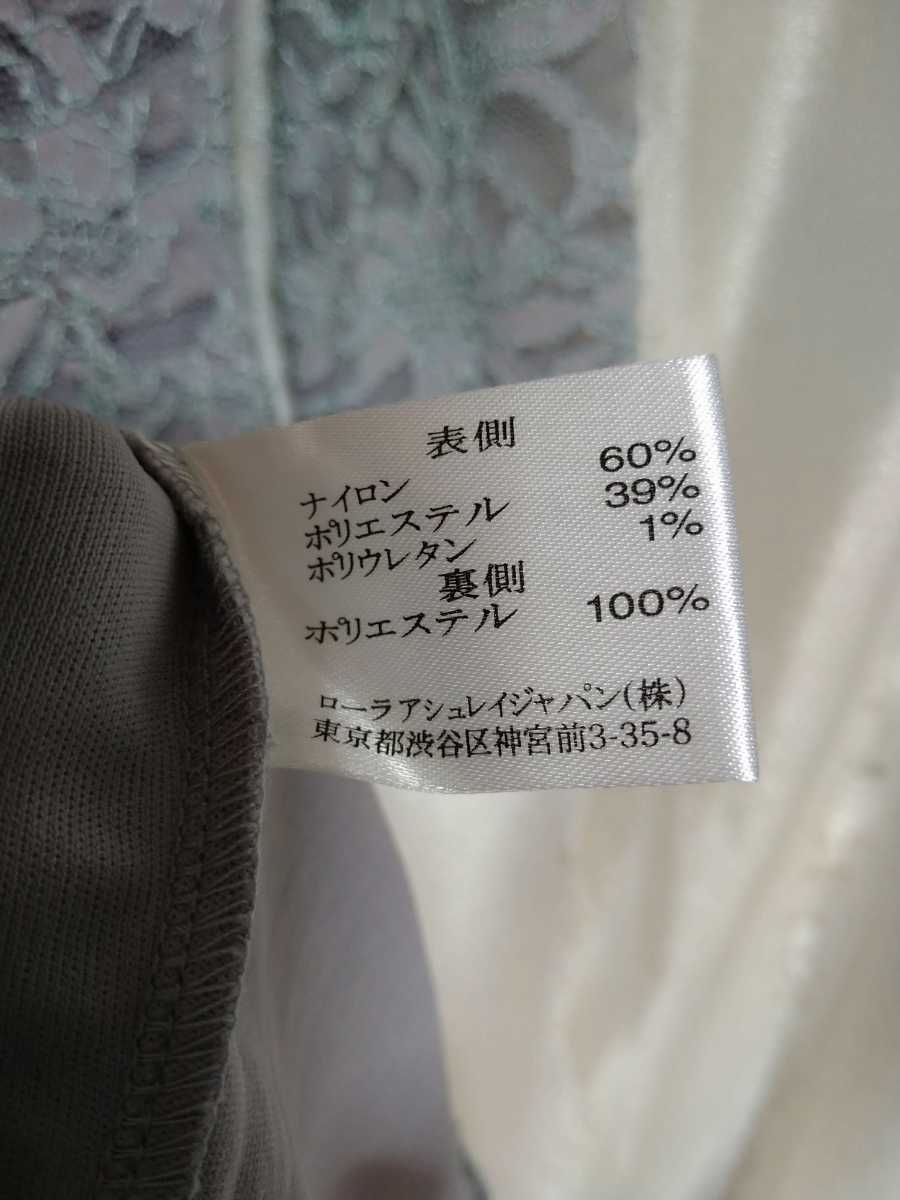 表側
ナイロン 60%
ポリエステル 39%
ポリウレタン 1%
裏側
ポリエステル 100%
ローラアシュレイジャパン(株)
東京都渋谷区神宮前3-35-8